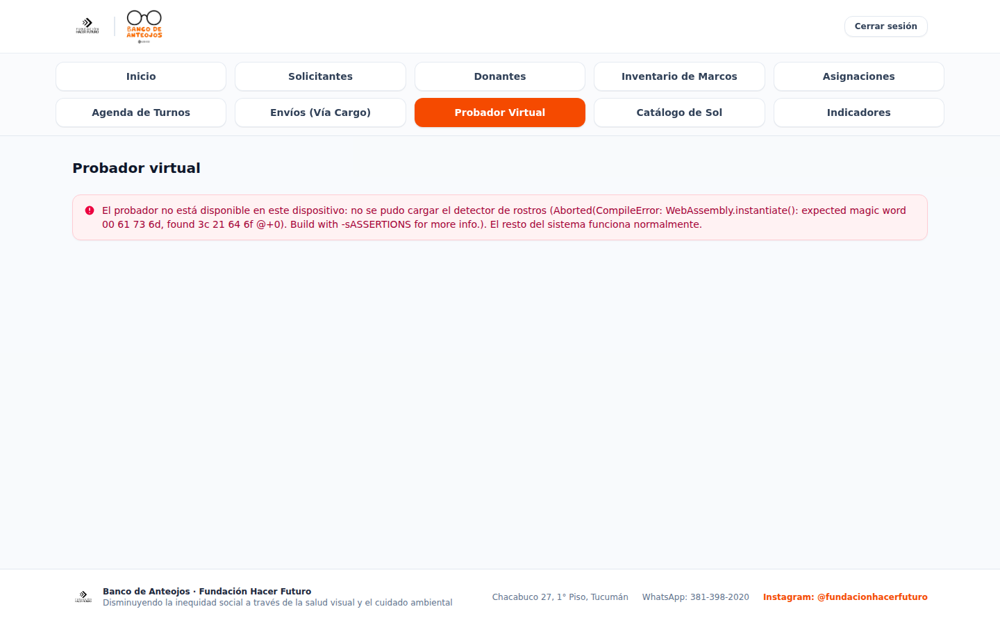 FUNDACIÓN
HACER FUTURO
BANCO DE
ANTEOJOS
Cerrar sesión
Inicio
Solicitantes
Donantes
Inventario de Marcos
Asignaciones
Agenda de Turnos
Envíos (Vía Cargo)
Probador Virtual
Catálogo de Sol
Indicadores
Probador virtual
El probador no está disponible en este dispositivo: no se pudo cargar el detector de rostros (Aborted(CompileError: WebAssembly.instantiate(): expected magic word
00 61 73 6d, found 3c 21 64 6f @+0). Build with -sASSERTIONS for more info.). El resto del sistema funciona normalmente.
Banco de Anteojos · Fundación Hacer Futuro
Disminuyendo la inequidad social a través de la salud visual y el cuidado ambiental
Chacabuco 27, 1° Piso, Tucumán
WhatsApp: 381-398-2020
Instagram: @fundacionhacerfuturo